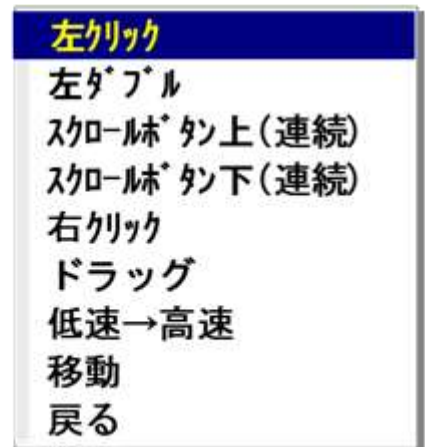 左ｸﾘｯｸ
左ﾀﾞﾌﾞﾙ
ｽｸﾛｰﾙﾎﾞﾀﾝ上(連続)
ｽｸﾛｰﾙﾎﾞﾀﾝ下(連続)
右ｸﾘｯｸ
ドラッグ
低速→高速
移動
戻る